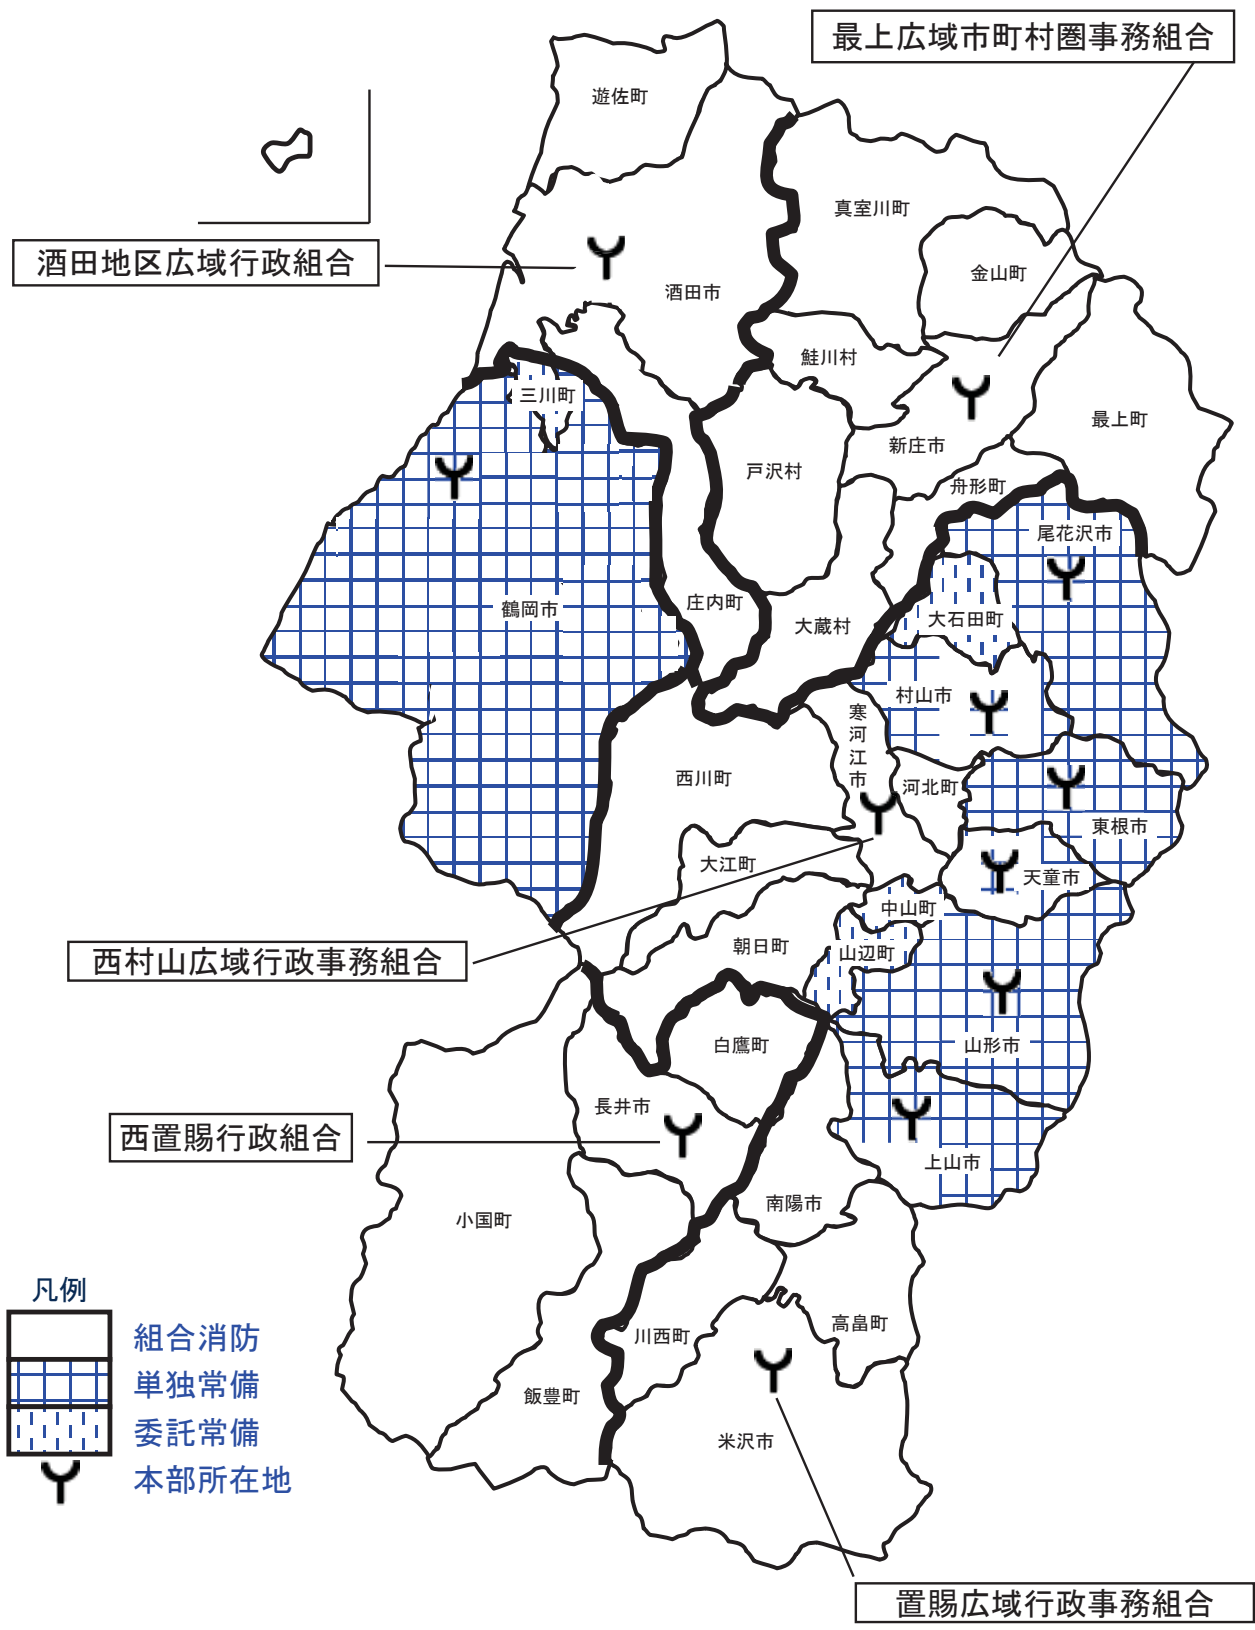 最上広域市町村圏事務組合
遊佐町
真室川町
酒田地区広域行政組合
金山町
酒田市
鮭川村
三川町
最上町
新庄市
戸沢村
舟形町
尾花沢市
鶴岡市
庄内町
大石田町
大蔵村
村山市
寒河江市
西川町
河北町
東根市
大江町
天童市
中山町
朝日町
山辺町
西村山広域行政事務組合
白鷹町
山形市
長井市
西置賜行政組合
上山市
南陽市
小国町
凡例
組合消防
川西町
高畠町
単独常備
飯豊町
委託常備
米沢市
本部所在地
置賜広域行政事務組合